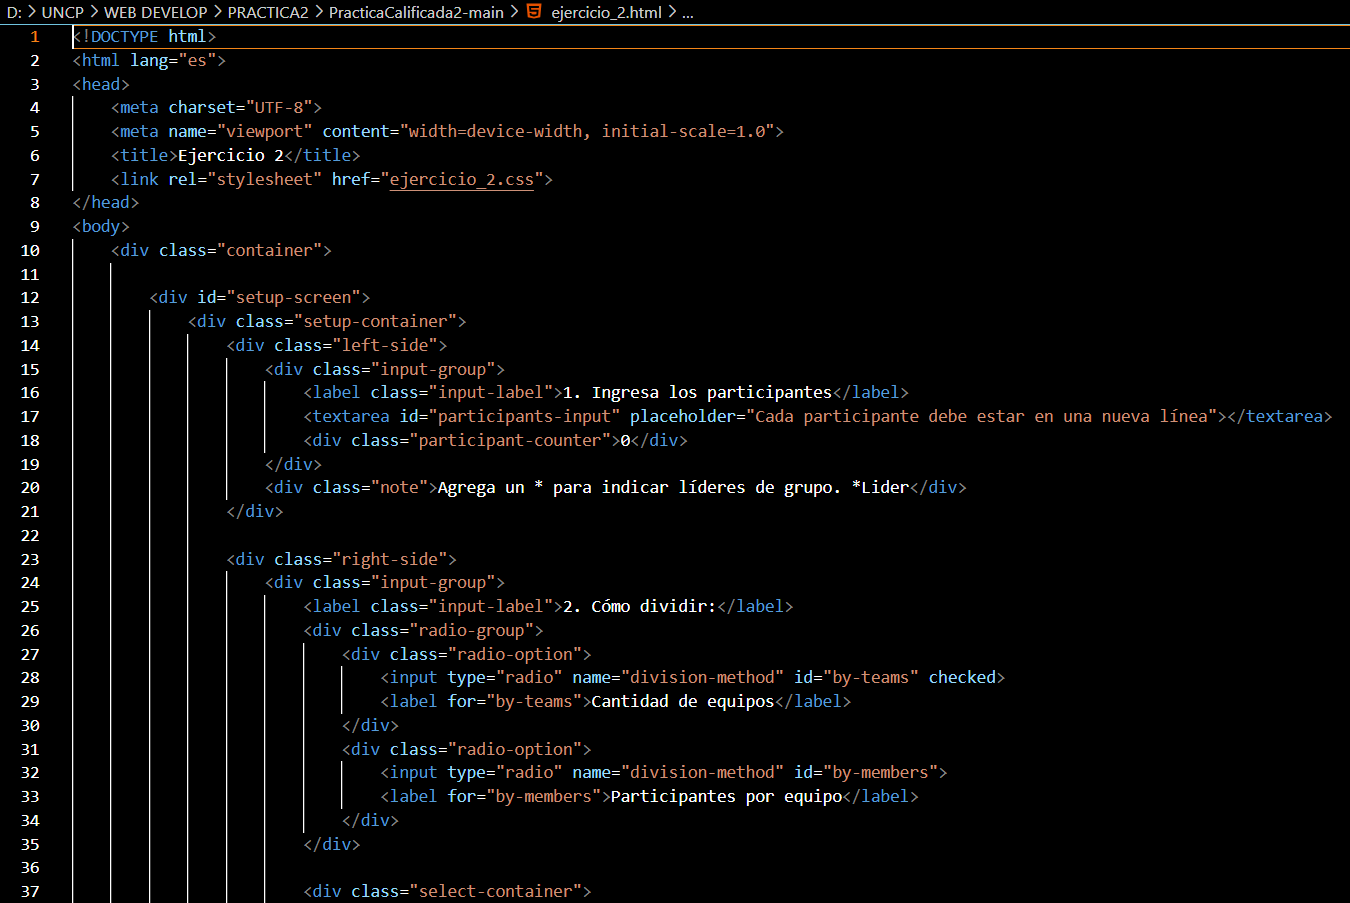 D: > UNCP > WEB DEVELOP > PRACTICA2 > PracticaCalificada2-main > ejercicio_2.html > ...
1 <!DOCTYPE html>
2 <html lang="es">
3 <head>
4     <meta charset="UTF-8">
5     <meta name="viewport" content="width=device-width, initial-scale=1.0">
6     <title>Ejercicio 2</title>
7     <link rel="stylesheet" href="ejercicio_2.css">
8 </head>
9 <body>
10     <div class="container">
11
12         <div id="setup-screen">
13             <div class="setup-container">
14                 <div class="left-side">
15                     <div class="input-group">
16                         <label class="input-label">1. Ingresa los participantes</label>
17                         <textarea id="participants-input" placeholder="Cada participante debe estar en una nueva línea"></textarea>
18                         <div class="participant-counter">0</div>
19                     </div>
20                     <div class="note">Agrega un * para indicar líderes de grupo. *Lider</div>
21                 </div>
22
23                 <div class="right-side">
24                     <div class="input-group">
25                         <label class="input-label">2. Cómo dividir:</label>
26                         <div class="radio-group">
27                             <div class="radio-option">
28                                 <input type="radio" name="division-method" id="by-teams" checked>
29                                 <label for="by-teams">Cantidad de equipos</label>
30                             </div>
31                             <div class="radio-option">
32                                 <input type="radio" name="division-method" id="by-members">
33                                 <label for="by-members">Participantes por equipo</label>
34                             </div>
35                         </div>
36
37                         <div class="select-container">